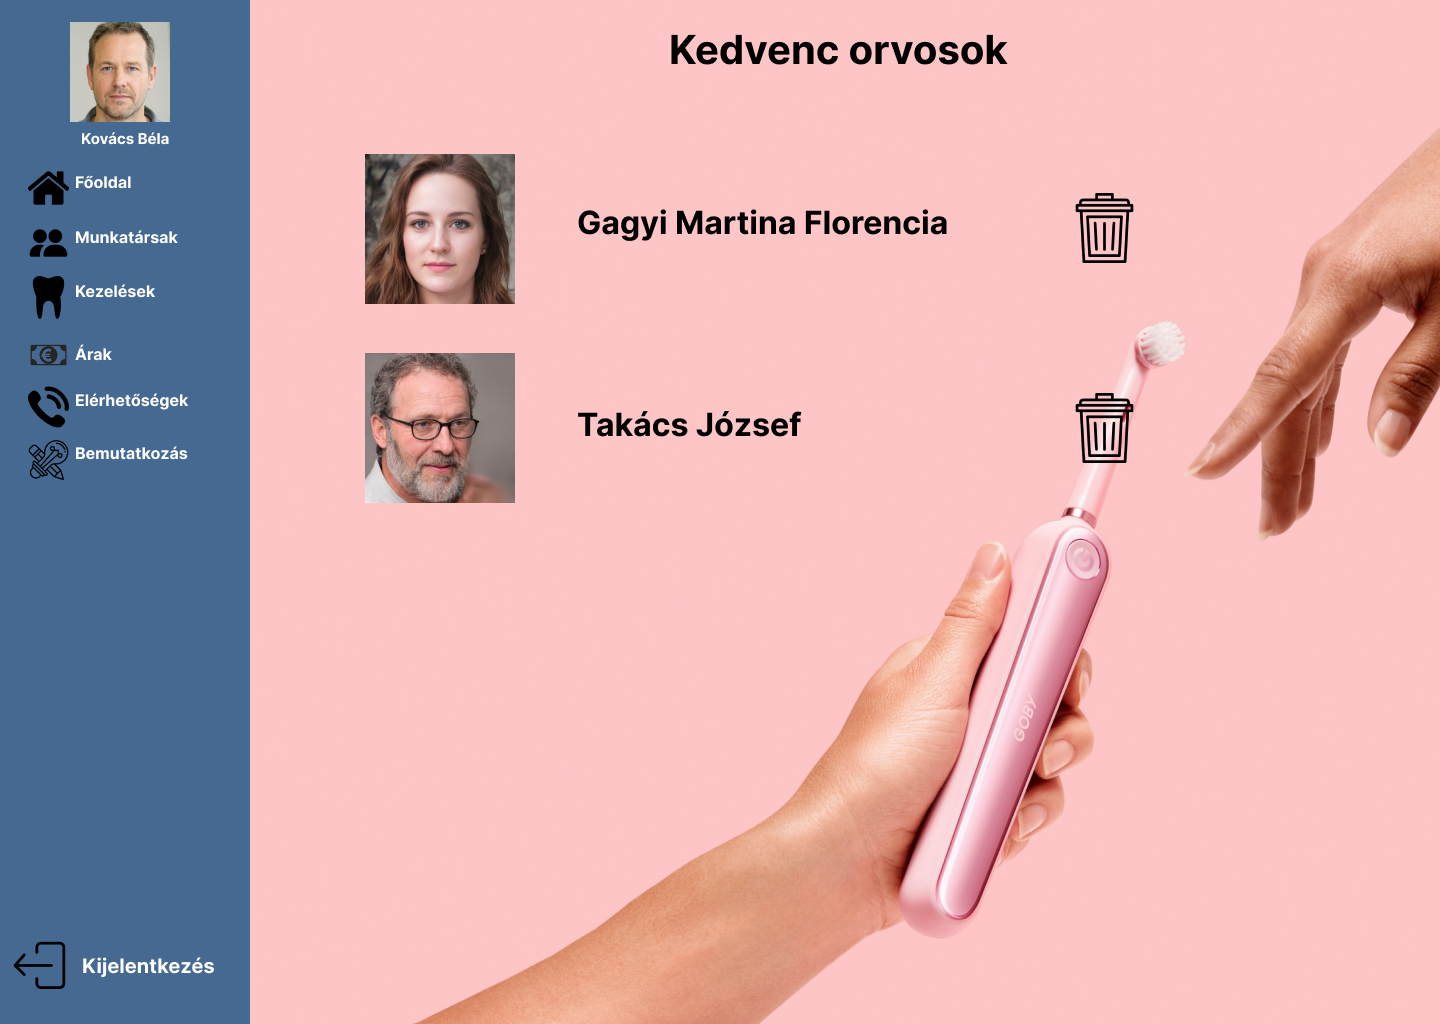 Kedvenc orvosok
Kovács Béla
Főoldal
Munkatársak
Kezelések
Árak
Elérhetőségek
Bemutatkozás
Kijelentkezés
Gagyi Martina Florencia
Takács József
GOBY